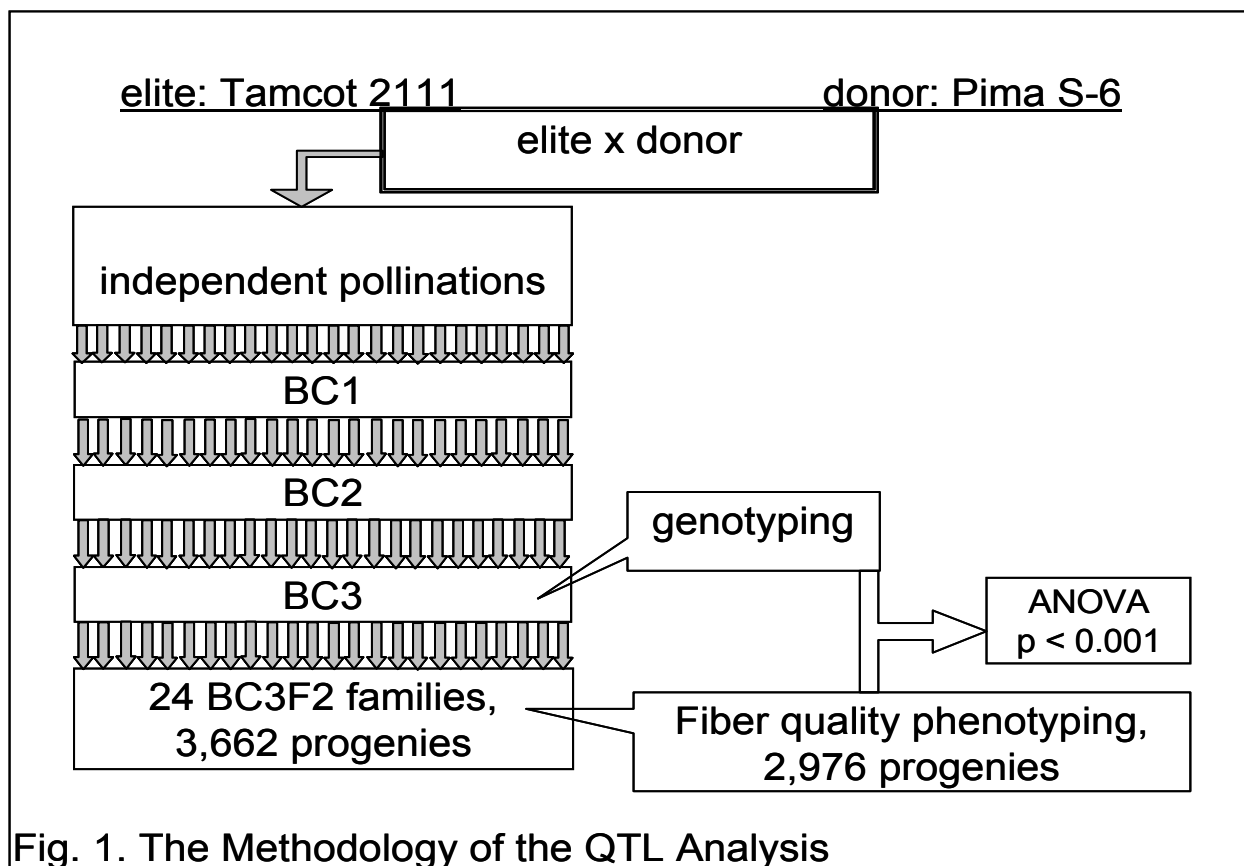 elite: Tamcot 2111
donor: Pima S-6
elite x donor
independent pollinations
BC1
BC2
genotyping
BC3
ANOVA
p < 0.001
24 BC3F2 families,
3,662 progenies
Fiber quality phenotyping,
2,976 progenies
Fig. 1. The Methodology of the QTL Analysis